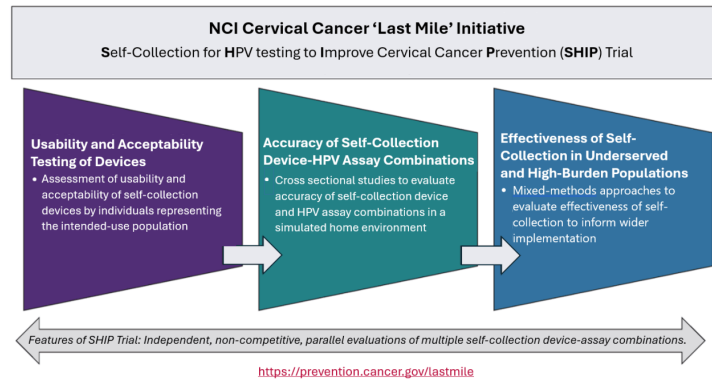 NCI Cervical Cancer ‘Last Mile’ Initiative
Self-Collection for HPV testing to Improve Cervical Cancer Prevention (SHIP) Trial
Usability and Acceptability
Testing of Devices
• Assessment of usability and
acceptability of self-collection
devices by individuals representing
the intended-use population
Accuracy of Self-Collection
Device-HPV Assay Combinations
• Cross sectional studies to evaluate
accuracy of self-collection device
and HPV assay combinations in a
simulated home environment
Effectiveness of Self-
Collection in Underserved
and High-Burden Populations
• Mixed-methods approaches to
evaluate effectiveness of self-
collection to inform wider
implementation
Features of SHIP Trial: Independent, non-competitive, parallel evaluations of multiple self-collection device-assay combinations.
https://prevention.cancer.gov/lastmile